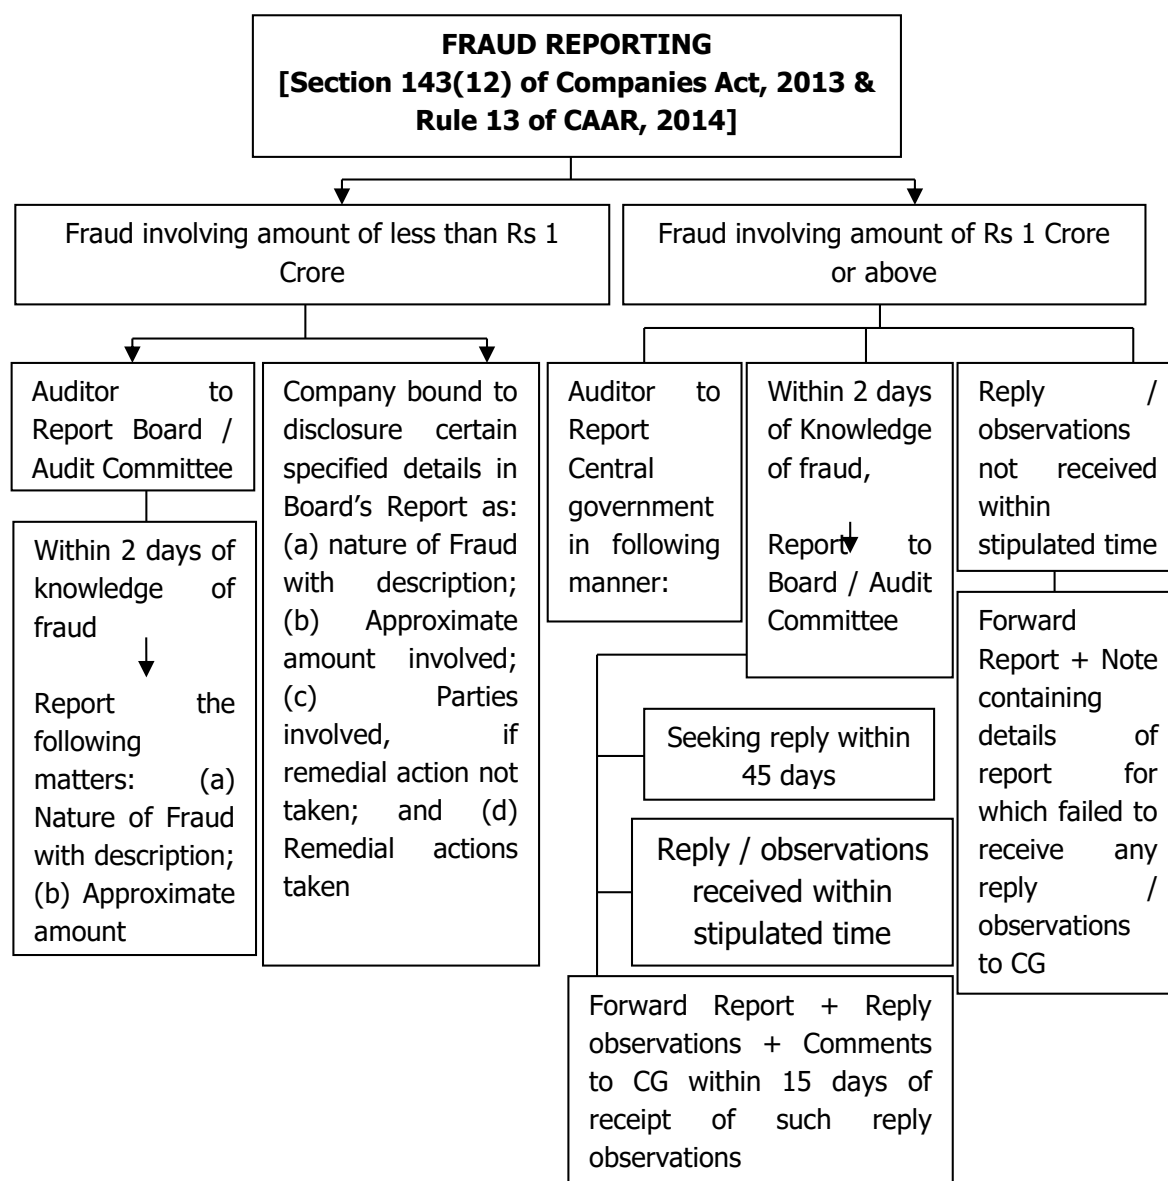 FRAUD REPORTING
[Section 143(12) of Companies Act, 2013 &
Rule 13 of CAAR, 2014]
Fraud involving amount of less than Rs 1
Crore
Fraud involving amount of Rs 1 Crore
or above
Auditor to
Report Board /
Audit Committee
Within 2 days of
knowledge of
fraud
Report the
following
matters: (a)
Nature of Fraud
with description;
(b) Approximate
amount
Company bound to
disclosure certain
specified details in
Board’s Report as:
(a) nature of Fraud
with description;
(b) Approximate
amount involved;
(c) Parties
involved, if
remedial action not
taken; and (d)
Remedial actions
taken
Auditor to
Report
Central
government
in following
manner:
Within 2 days
of Knowledge
of fraud,
Report to
Board / Audit
Committee
Seeking reply within
45 days
Reply / observations
received within
stipulated time
Forward Report + Reply
observations + Comments
to CG within 15 days of
receipt of such reply
observations
Reply /
observations
not received
within
stipulated time
Forward
Report + Note
containing
details of
report for
which failed to
receive any
reply /
observations
to CG